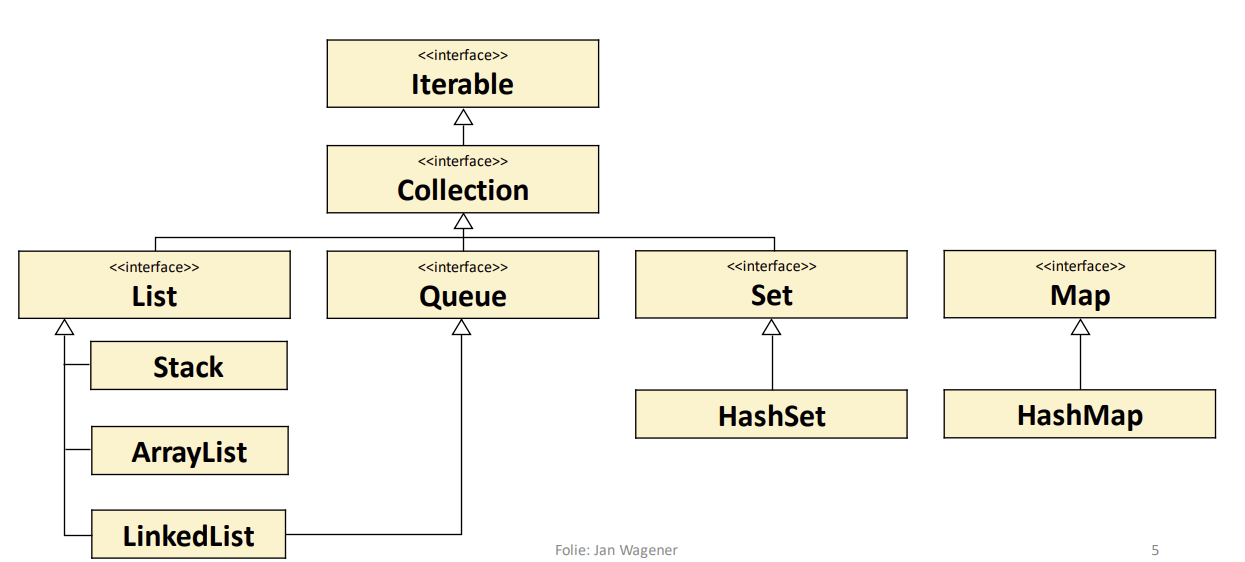 <<interface>>
Iterable
<<interface>>
Collection
<<interface>>
List
<<interface>>
Queue
<<interface>>
Set
<<interface>>
Map
Stack
ArrayList
LinkedList
HashSet
HashMap
Folie: Jan Wagener
5